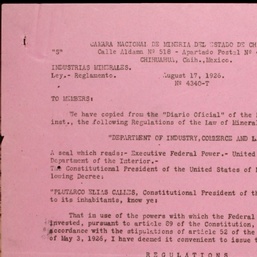 CAMARA NACIONAL DE MINERIA DEL ESTADO DE CH
"S" Calle Aldama Nº 518 - Apartado Postal Nº
CHIHUAHUA, Chih., Mexico.
INDUSTRIAS MINERALES.
Ley.- Reglamento. August 17, 1926.
Nº 4340-T
TO MEMBERS:
We have copied from the "Diario Oficial" of the
inst., the following Regulations of the Law of Mineral
"DEPARTMENT OF INDUSTRY, COMMERCE AND L
A seal which reads:- Executive Federal Power.- United
Department of the Interior.-
The Constitutional President of the United States of
lowing Decree:
"PLUTARCO ELIAS CALLES, Constitutional President of th
to its inhabitants, know ye:
That in use of the powers with which the Federal
invested, pursuant to article 89 of the Constitution,
accordance with the stipulations of article 52 of the
of May 3, 1926, I have deemed it convenient to issue t
REGULATIONS